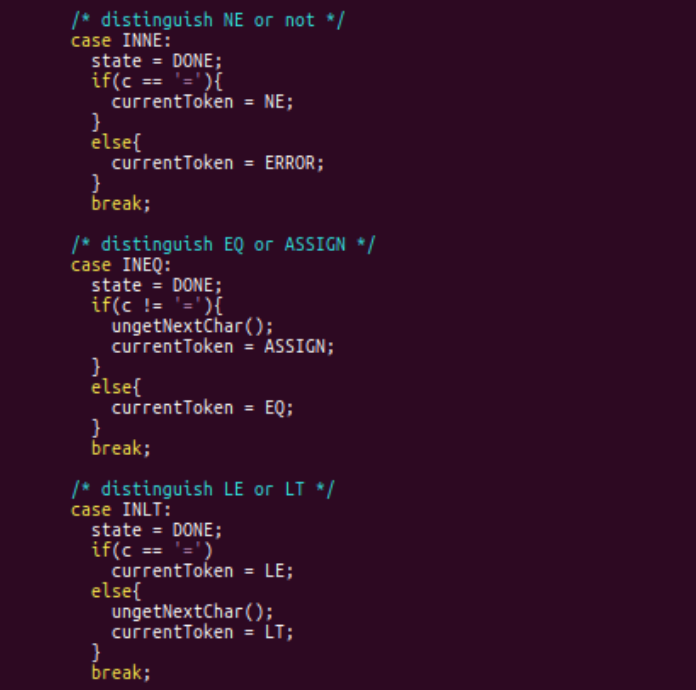 /* distinguish NE or not */
case INNE:
state = DONE;
if(c == '='){
currentToken = NE;
}
else{
currentToken = ERROR;
}
break;
/* distinguish EQ or ASSIGN */
case INEQ:
state = DONE;
if(c != '='){
ungetNextChar();
currentToken = ASSIGN;
}
else{
currentToken = EQ;
}
break;
/* distinguish LE or LT */
case INLT:
state = DONE;
if(c == '=')
currentToken = LE;
else{
ungetNextChar();
currentToken = LT;
}
break;